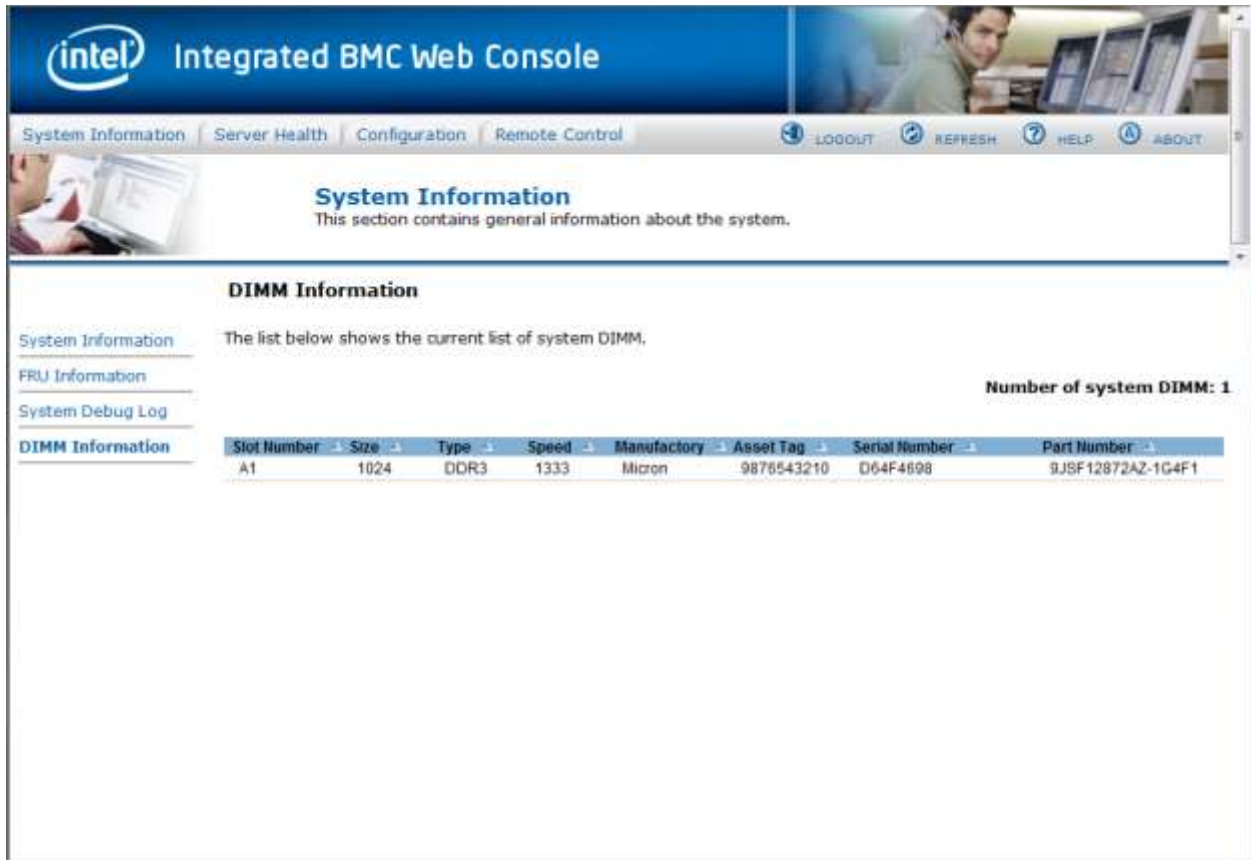 intel Integrated BMC Web Console
System Information Server Health Configuration Remote Control LOGOUT REFRESH HELP ABOUT
System Information
This section contains general information about the system.
DIMM Information
System Information
The list below shows the current list of system DIMM.
FRU Information
Number of system DIMM: 1
System Debug Log
DIMM Information
Slot Number Size Type Speed Manufactory Asset Tag Serial Number Part Number
A1 1024 DDR3 1333 Micron 9876543210 D64F4698 9JSF12872AZ-1G4F1